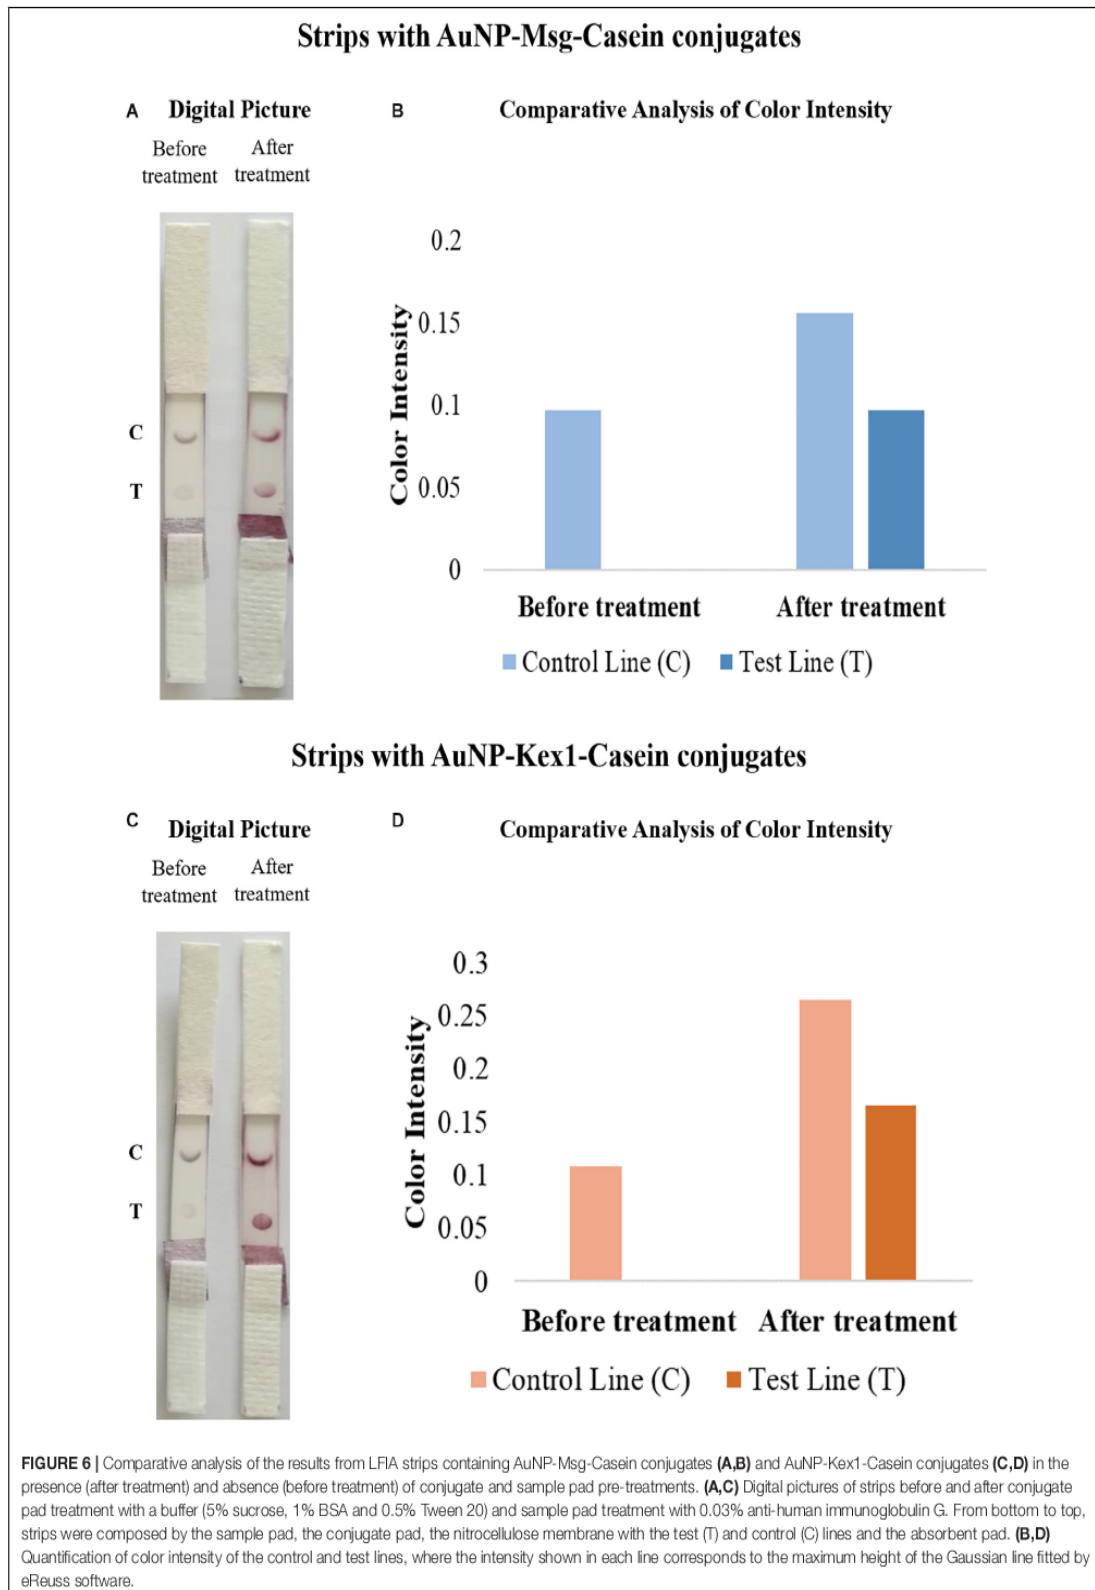 Strips with AuNP-Msg-Casein conjugates
A Digital Picture
Before treatment
After treatment
C
T
B Comparative Analysis of Color Intensity
Color Intensity
0.2
0.15
0.1
0.05
0
Before treatment After treatment
Control Line (C) Test Line (T)
Strips with AuNP-Kex1-Casein conjugates
C Digital Picture
Before treatment
After treatment
C
T
D Comparative Analysis of Color Intensity
Color Intensity
0.3
0.25
0.2
0.15
0.1
0.05
0
Before treatment After treatment
Control Line (C) Test Line (T)
FIGURE 6 | Comparative analysis of the results from LFIA strips containing AuNP-Msg-Casein conjugates (A,B) and AuNP-Kex1-Casein conjugates (C,D) in the
presence (after treatment) and absence (before treatment) of conjugate and sample pad pre-treatments. (A,C) Digital pictures of strips before and after conjugate
pad treatment with a buffer (5% sucrose, 1% BSA and 0.5% Tween 20) and sample pad treatment with 0.03% anti-human immunoglobulin G. From bottom to top,
strips were composed by the sample pad, the conjugate pad, the nitrocellulose membrane with the test (T) and control (C) lines and the absorbent pad. (B,D)
Quantification of color intensity of the control and test lines, where the intensity shown in each line corresponds to the maximum height of the Gaussian line fitted by
eReuss software.